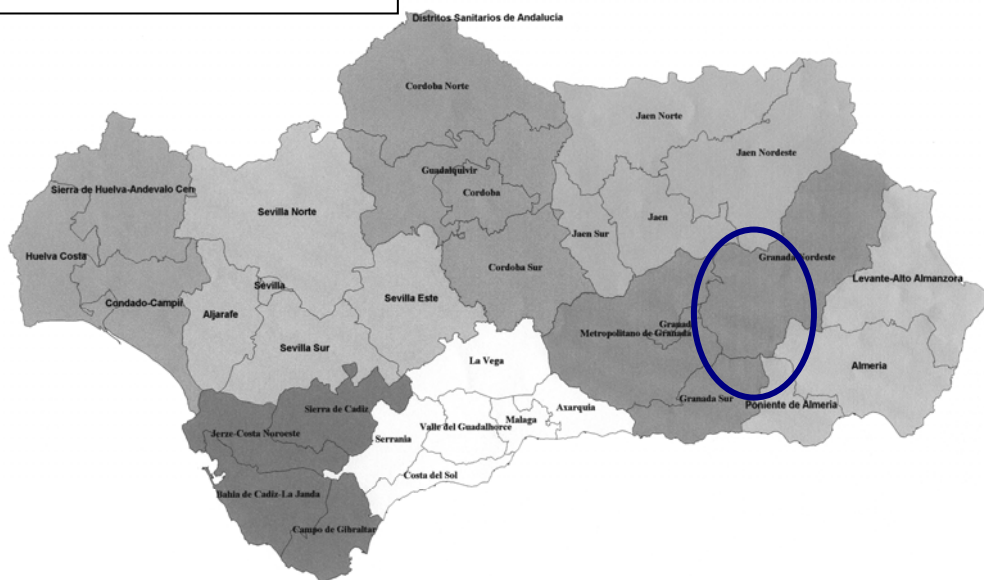 Distritos Sanitarios de Andalucia
Cordoba Norte
Jaen Norte
Jaen Nordeste
Guadalquivir
Cordoba
Sierra de Huelva-Andevalo Cen
Sevilla Norte
Jaen
Jaen Sur
Huelva Costa
Granada Nordeste
Cordoba Sur
Levante-Alto Almanzora
Sevilla
Sevilla Este
Condado-Campiñ
Aljarafe
Granad
Metropolitano de Granada
Sevilla Sur
La Vega
Almeria
Granada Sur
Poniente de Almeria
Sierra de Cadiz
Axarquia
Malaga
Valle del Guadalhorce
Jerze-Costa Noroeste
Serrania
Costa del Sol
Bahia de Cadiz-La Janda
Campo de Gibraltar